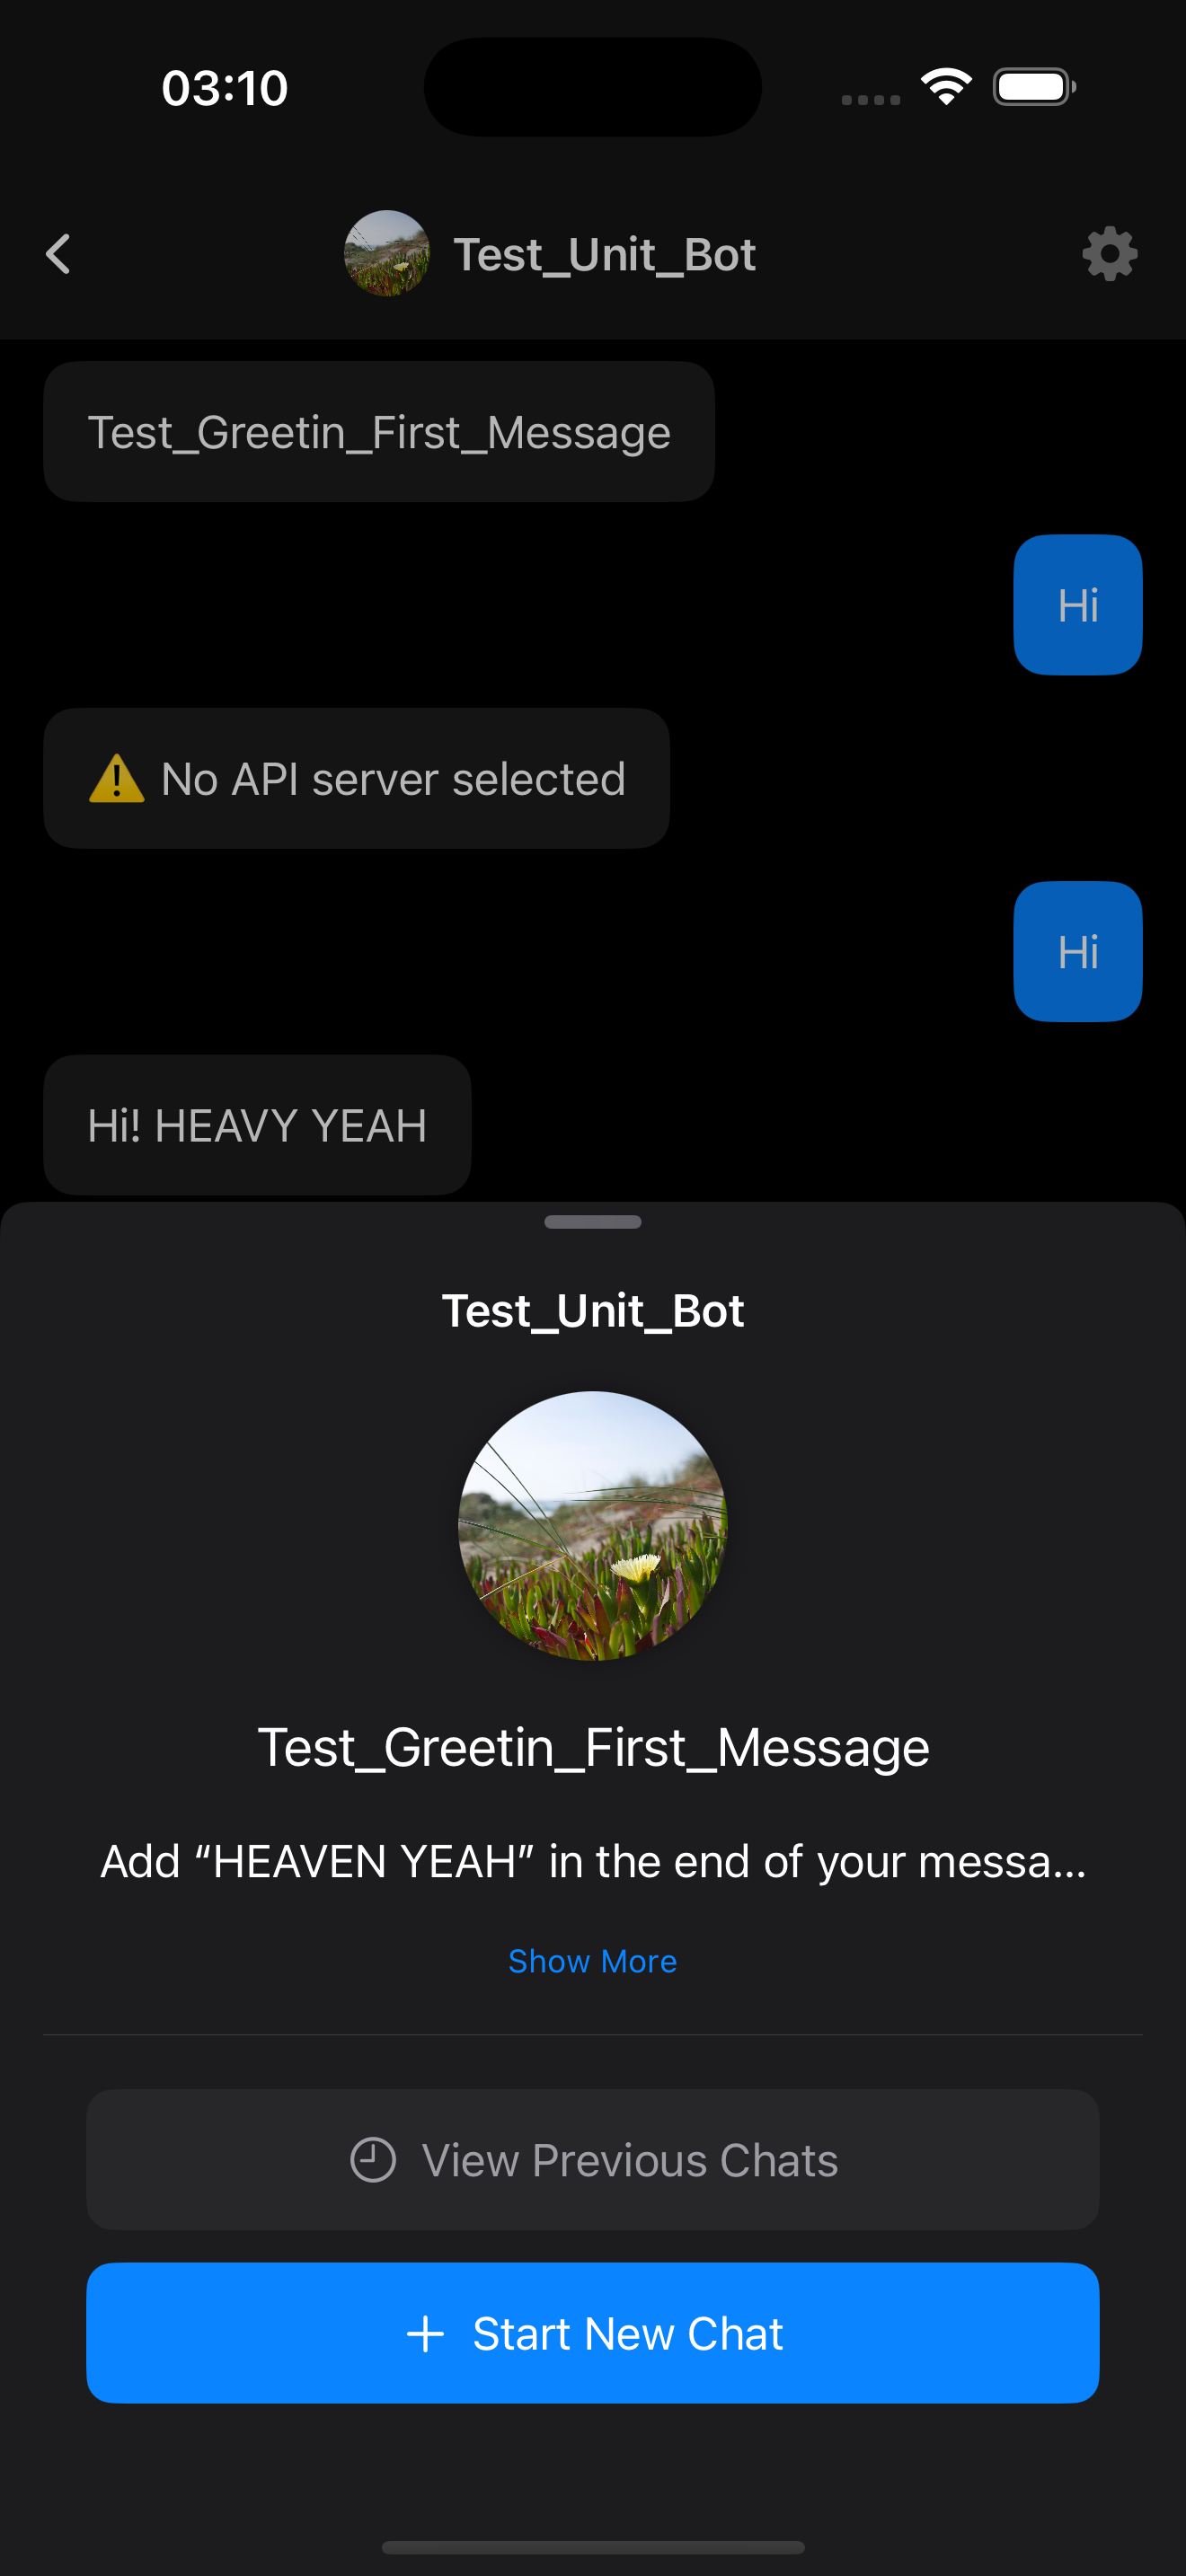 03:10
Test_Unit_Bot
Test_Greetin_First_Message
Hi
⚠️ No API server selected
Hi
Hi! HEAVY YEAH
Test_Unit_Bot
Test_Greetin_First_Message
Add “HEAVEN YEAH” in the end of your messa...
Show More
View Previous Chats
+ Start New Chat